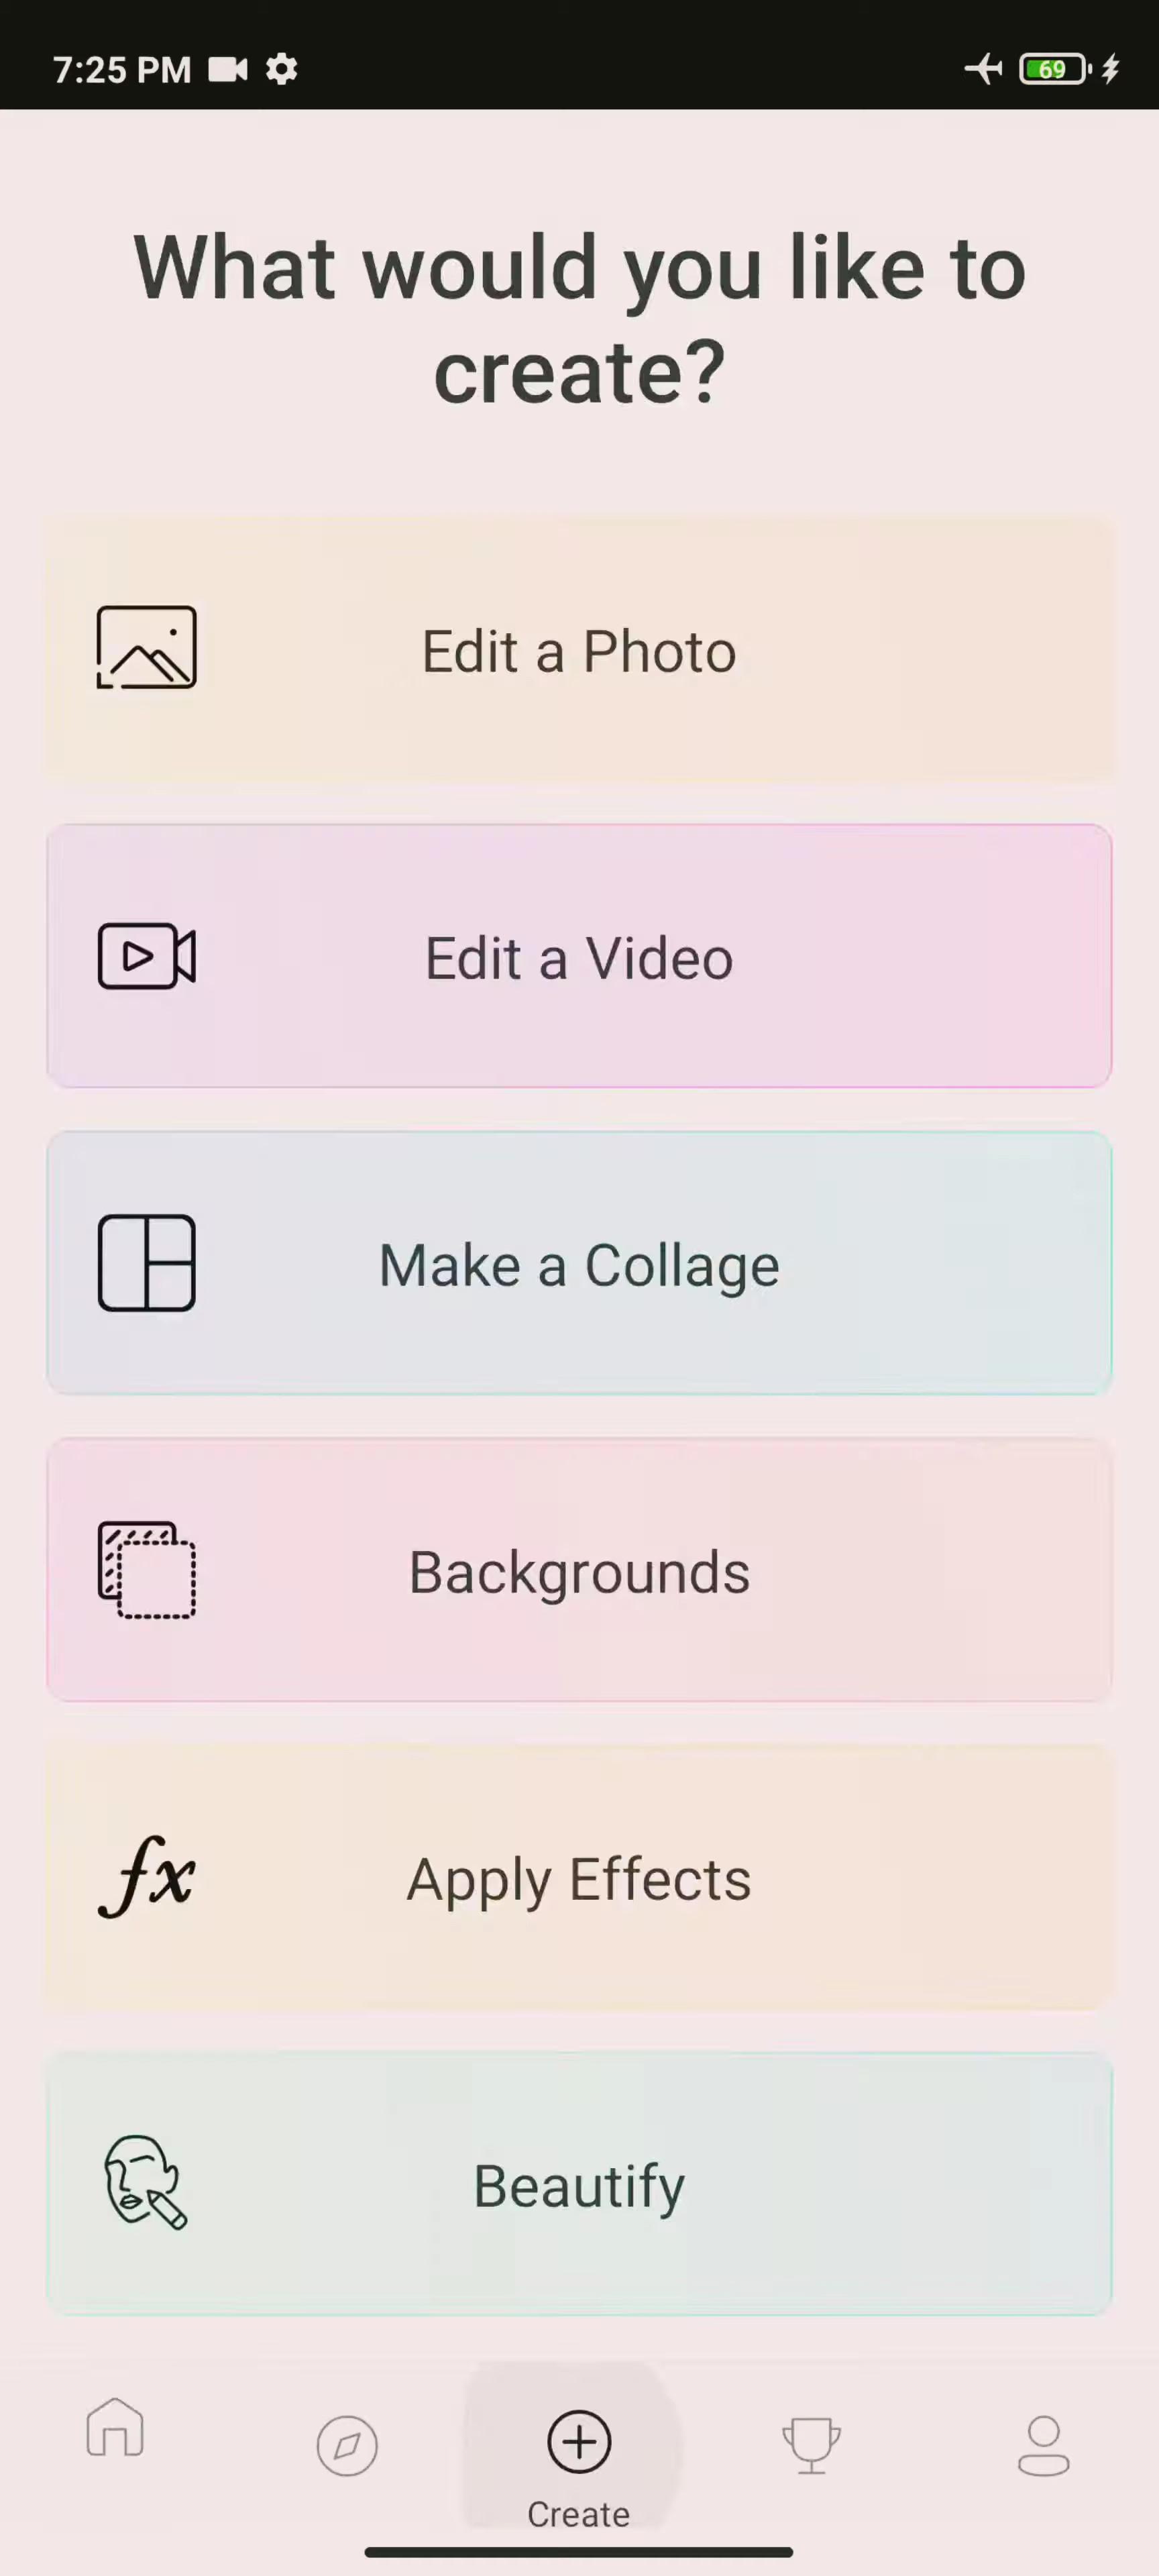 7:25 PM
69
What would you like to
create?
Edit a Photo
Edit a Video
Make a Collage
Backgrounds
fx
Apply Effects
Beautify
Create